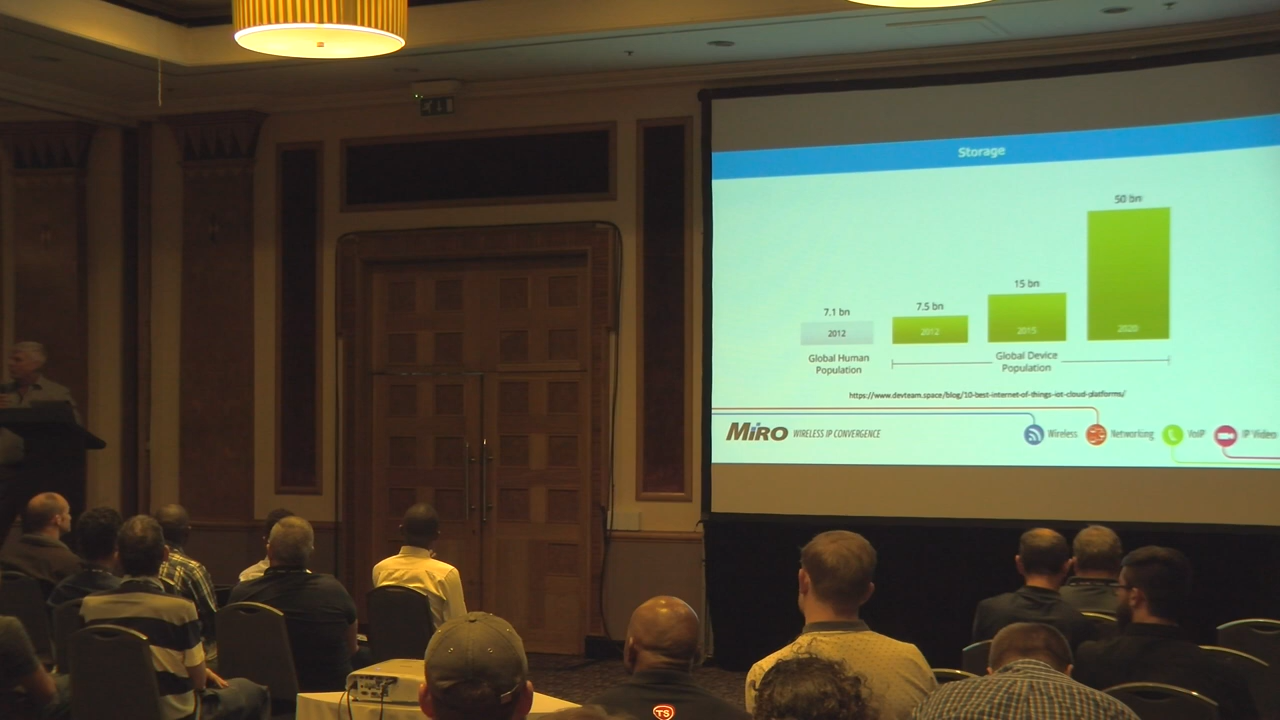 Storage
50 bn
15 bn
7.5 bn
7.1 bn
2012
2012
2015
2020
Global Human
Population
Global Device
Population
https://www.devteam.space/blog/10-best-internet-of-things-iot-cloud-platforms/
MiRO WIRELESS IP CONVERGENCE
Wireless
Networking
VoIP
IP Video
TS